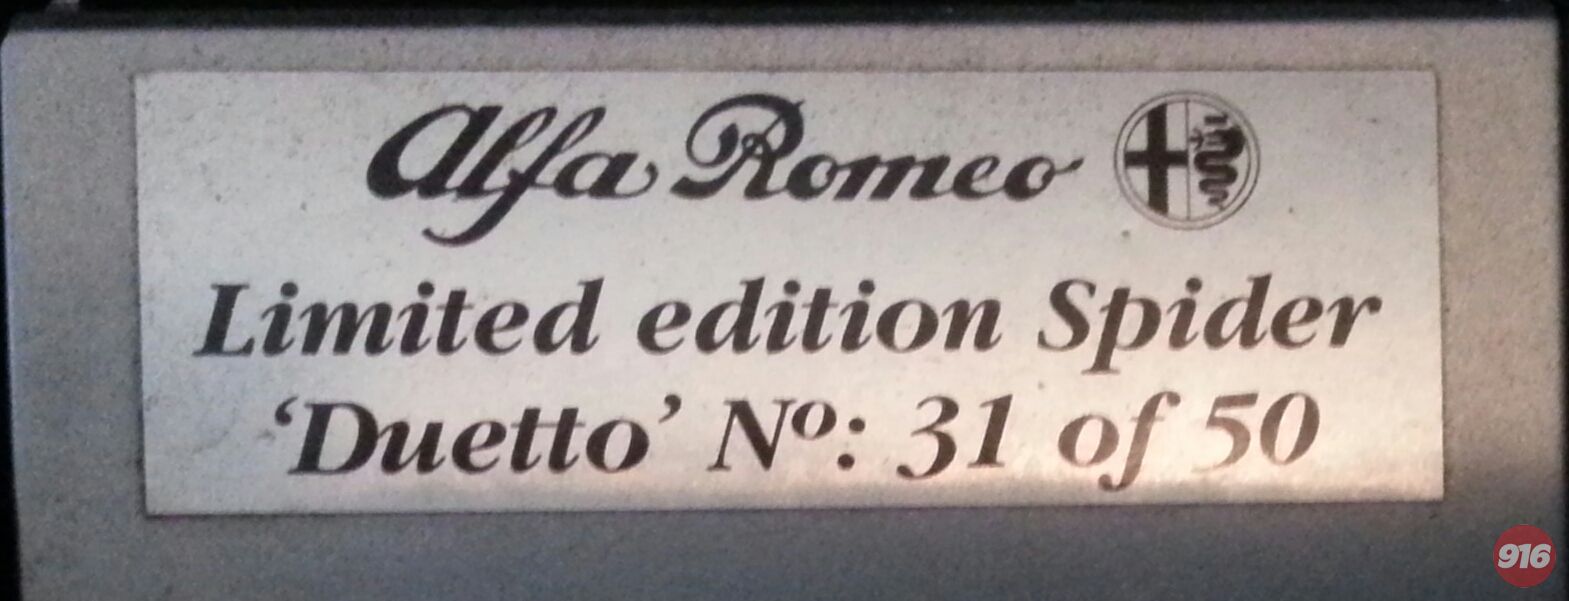 Alfa Romeo
Limited edition Spider
‘Duetto’ Nº: 31 of 50
916